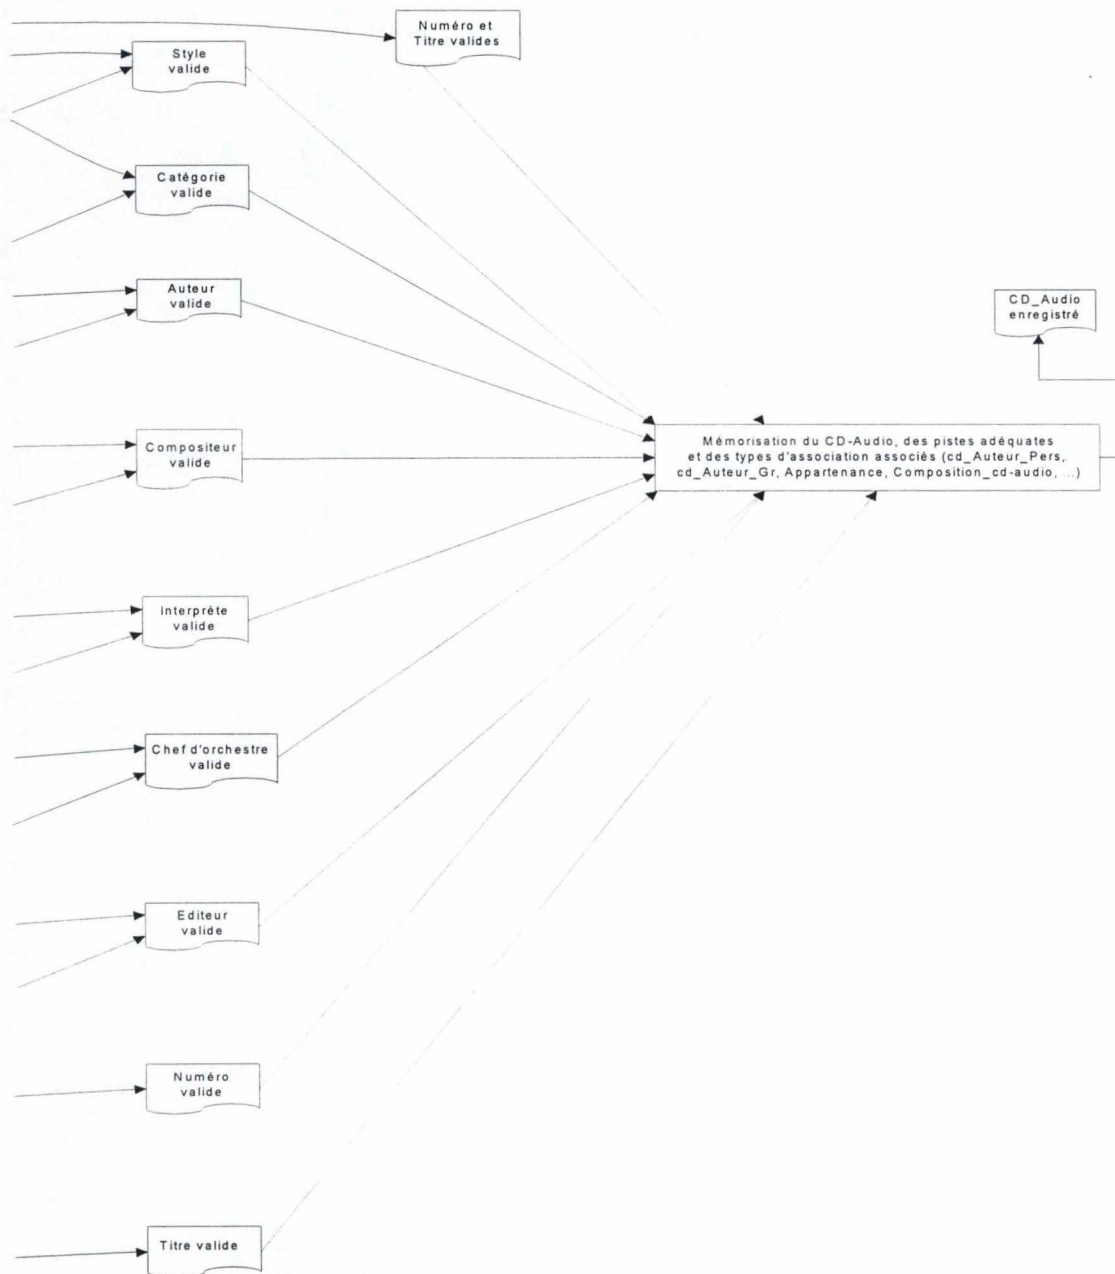 Numéro et
Titre valides
Style
valide
Catégorie
valide
Auteur
valide
CD_Audio
enregistré
Compositeur
valide
Mémorisation du CD-Audio, des pistes adéquates
et des types d'association associés (cd_Auteur_Pers,
cd_Auteur_Gr, Appartenance, Composition_cd-audio, ...)
Interprète
valide
Chef d'orchestre
valide
Editeur
valide
Numéro
valide
Titre valide